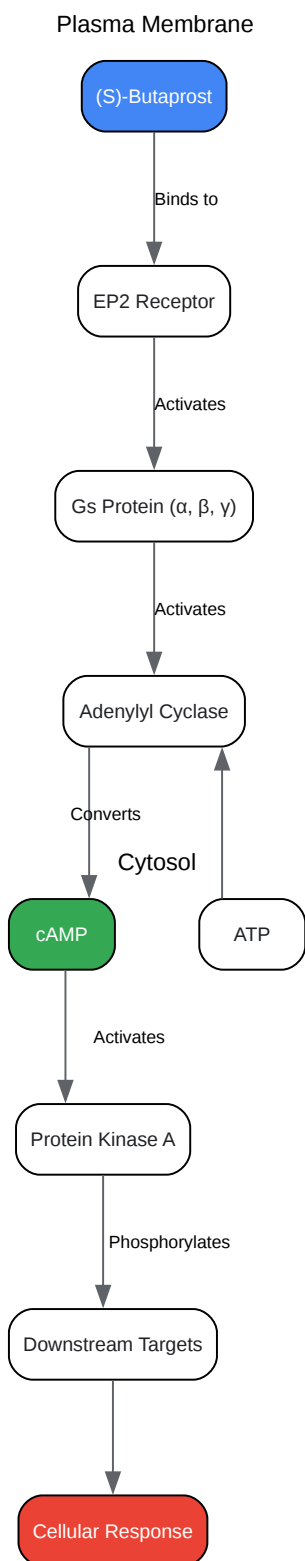 Plasma Membrane
(S)-Butaprost
Binds to
EP2 Receptor
Activates
Gs Protein (α, β, γ)
Activates
Adenylyl Cyclase
Converts
Cytosol
cAMP
ATP
Activates
Protein Kinase A
Phosphorylates
Downstream Targets
Cellular Response